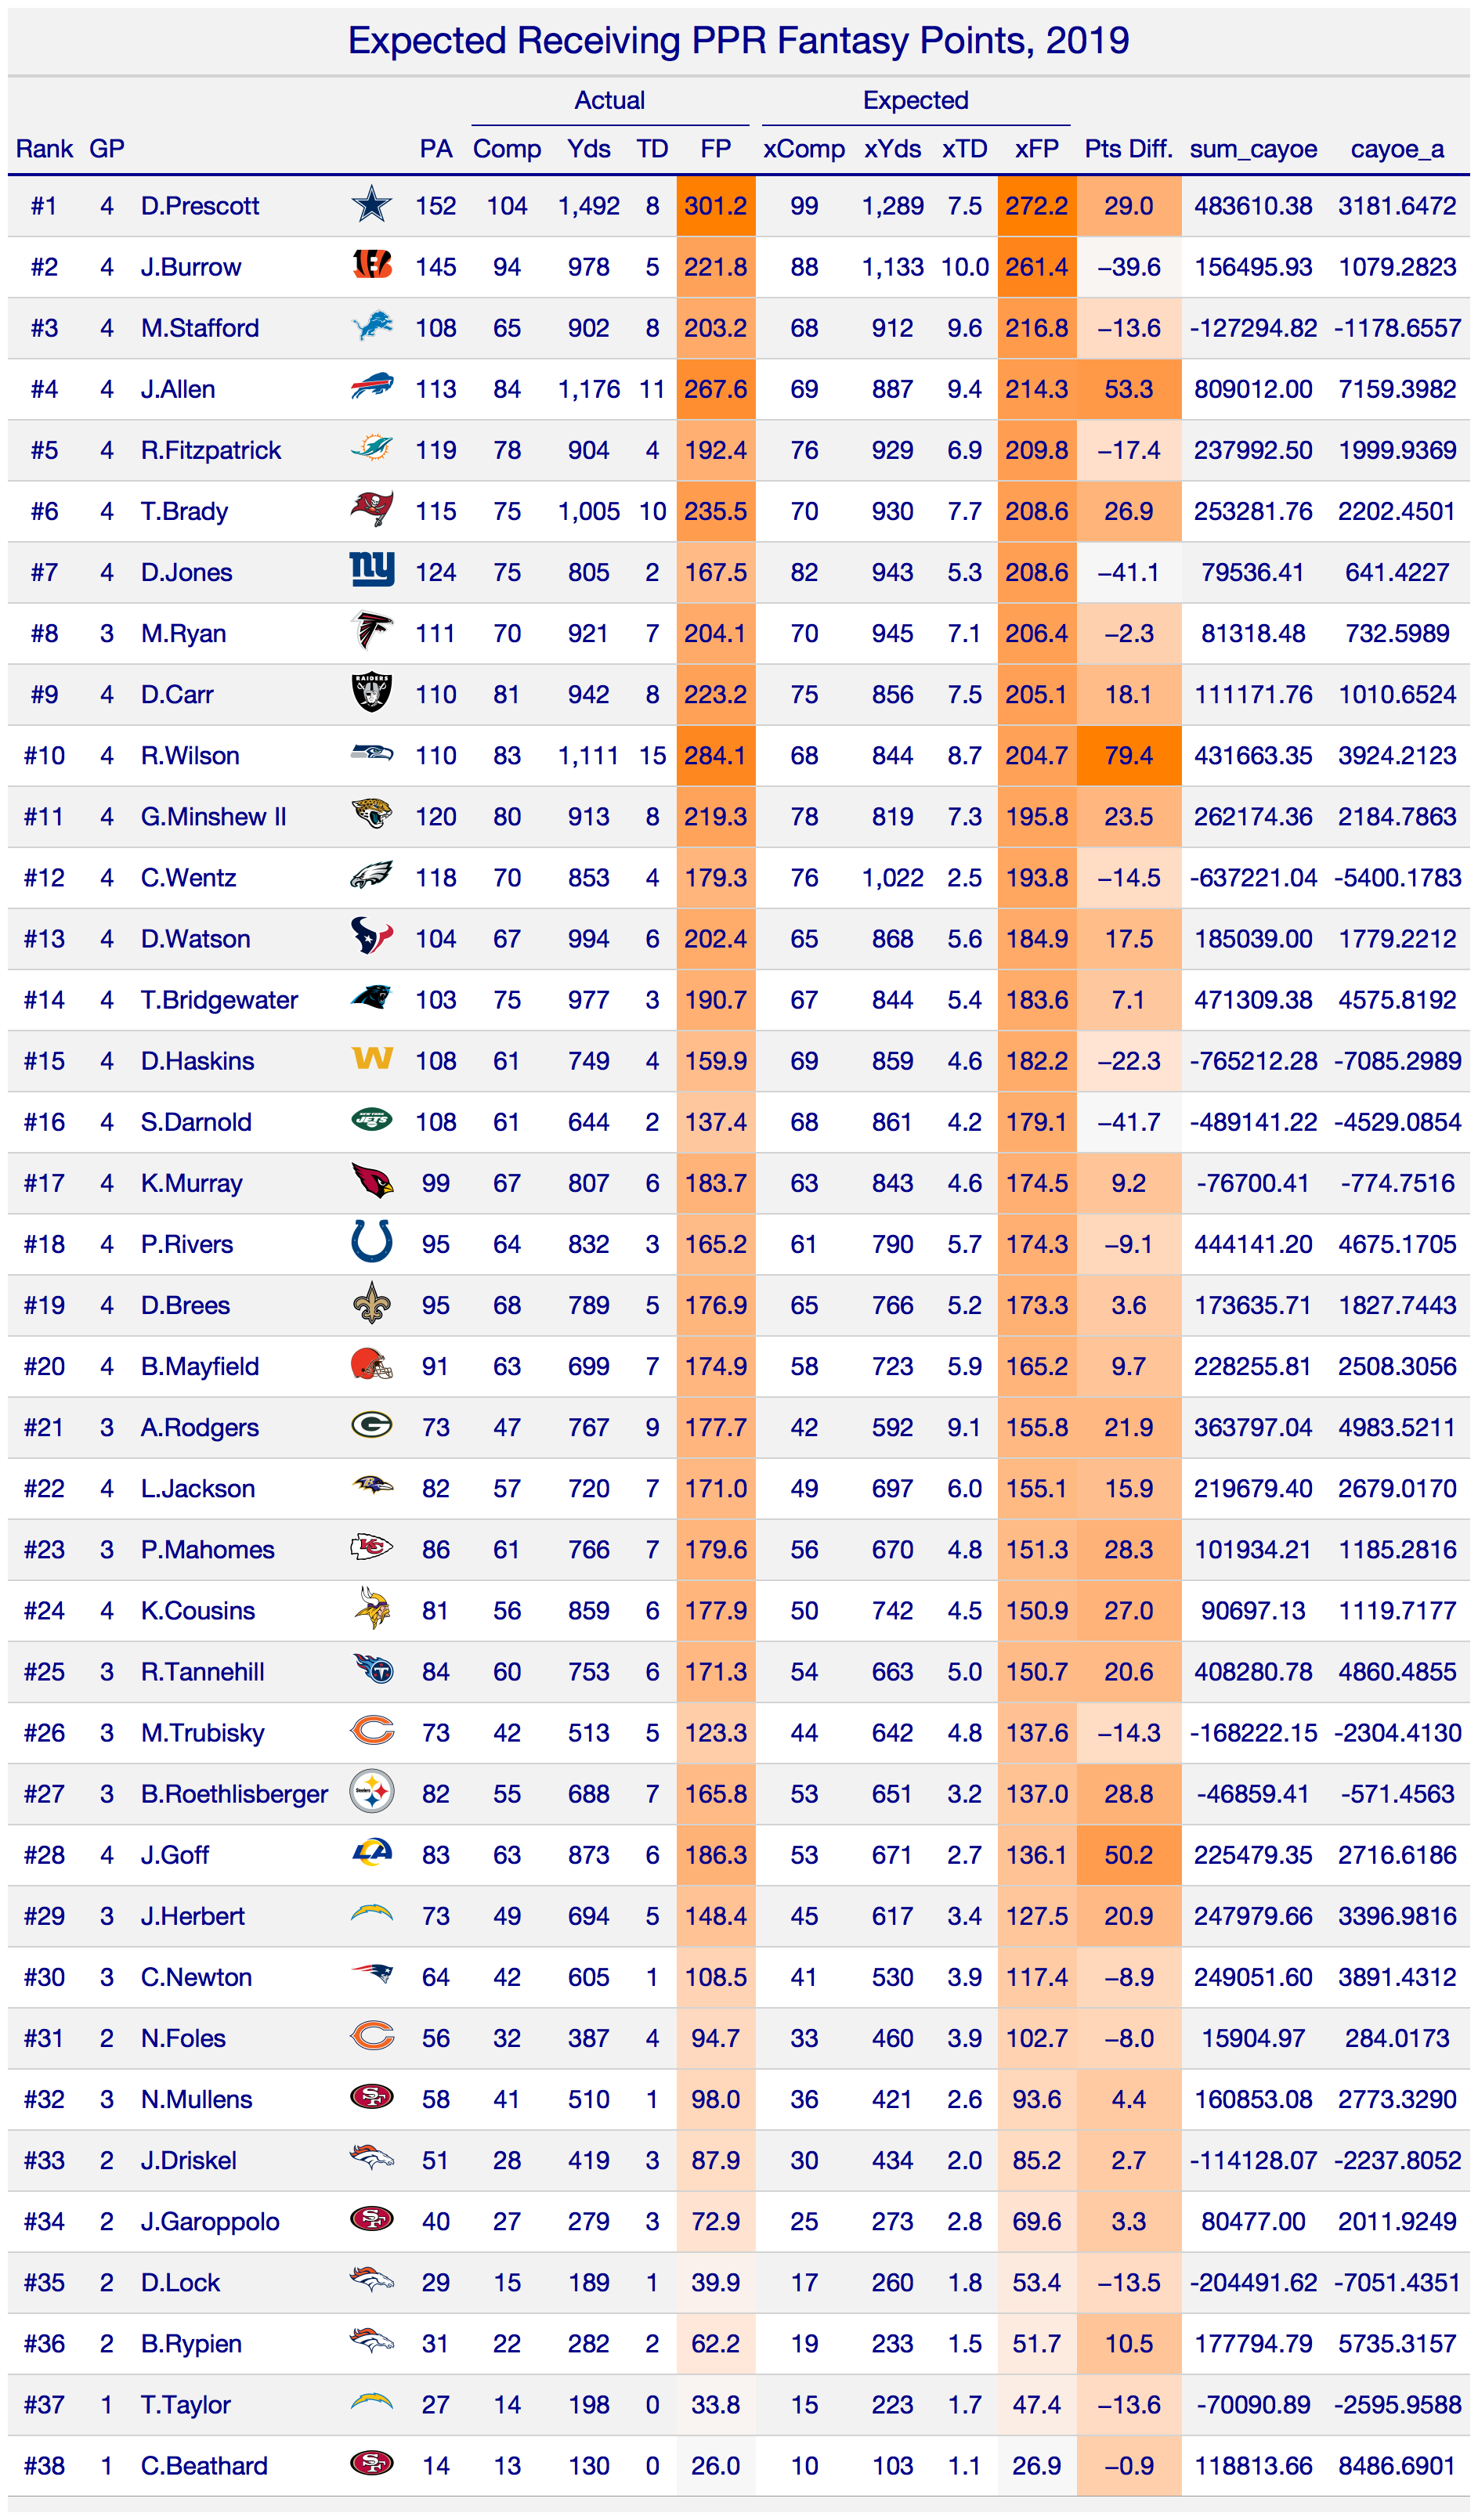 Expected Receiving PPR Fantasy Points, 2019
Actual Expected
Rank GP PA Comp Yds TD FP xComp xYds xTD xFP Pts Diff. sum_cayoe cayoe_a
#1 4 D.Prescott 152 104 1,492 8 301.2 99 1,289 7.5 272.2 29.0 483610.38 3181.6472
#2 4 J.Burrow 145 94 978 5 221.8 88 1,133 10.0 261.4 −39.6 156495.93 1079.2823
#3 4 M.Stafford 108 65 902 8 203.2 68 912 9.6 216.8 −13.6 -127294.82 -1178.6557
#4 4 J.Allen 113 84 1,176 11 267.6 69 887 9.4 214.3 53.3 809012.00 7159.3982
#5 4 R.Fitzpatrick 119 78 904 4 192.4 76 929 6.9 209.8 −17.4 237992.50 1999.9369
#6 4 T.Brady 115 75 1,005 10 235.5 70 930 7.7 208.6 26.9 253281.76 2202.4501
#7 4 D.Jones ny 124 75 805 2 167.5 82 943 5.3 208.6 −41.1 79536.41 641.4227
#8 3 M.Ryan 111 70 921 7 204.1 70 945 7.1 206.4 −2.3 81318.48 732.5989
#9 4 D.Carr RAIDERS 110 81 942 8 223.2 75 856 7.5 205.1 18.1 111171.76 1010.6524
#10 4 R.Wilson 110 83 1,111 15 284.1 68 844 8.7 204.7 79.4 431663.35 3924.2123
#11 4 G.Minshew II 120 80 913 8 219.3 78 819 7.3 195.8 23.5 262174.36 2184.7863
#12 4 C.Wentz 118 70 853 4 179.3 76 1,022 2.5 193.8 −14.5 -637221.04 -5400.1783
#13 4 D.Watson 104 67 994 6 202.4 65 868 5.6 184.9 17.5 185039.00 1779.2212
#14 4 T.Bridgewater 103 75 977 3 190.7 67 844 5.4 183.6 7.1 471309.38 4575.8192
#15 4 D.Haskins W 108 61 749 4 159.9 69 859 4.6 182.2 −22.3 -765212.28 -7085.2989
#16 4 S.Darnold JETS 108 61 644 2 137.4 68 861 4.2 179.1 −41.7 -489141.22 -4529.0854
#17 4 K.Murray 99 67 807 6 183.7 63 843 4.6 174.5 9.2 -76700.41 -774.7516
#18 4 P.Rivers 95 64 832 3 165.2 61 790 5.7 174.3 −9.1 444141.20 4675.1705
#19 4 D.Brees 95 68 789 5 176.9 65 766 5.2 173.3 3.6 173635.71 1827.7443
#20 4 B.Mayfield 91 63 699 7 174.9 58 723 5.9 165.2 9.7 228255.81 2508.3056
#21 3 A.Rodgers G 73 47 767 9 177.7 42 592 9.1 155.8 21.9 363797.04 4983.5211
#22 4 L.Jackson 82 57 720 7 171.0 49 697 6.0 155.1 15.9 219679.40 2679.0170
#23 3 P.Mahomes KC 86 61 766 7 179.6 56 670 4.8 151.3 28.3 101934.21 1185.2816
#24 4 K.Cousins 81 56 859 6 177.9 50 742 4.5 150.9 27.0 90697.13 1119.7177
#25 3 R.Tannehill T 84 60 753 6 171.3 54 663 5.0 150.7 20.6 408280.78 4860.4855
#26 3 M.Trubisky C 73 42 513 5 123.3 44 642 4.8 137.6 −14.3 -168222.15 -2304.4130
#27 3 B.Roethlisberger Steelers 82 55 688 7 165.8 53 651 3.2 137.0 28.8 -46859.41 -571.4563
#28 4 J.Goff LA 83 63 873 6 186.3 53 671 2.7 136.1 50.2 225479.35 2716.6186
#29 3 J.Herbert 73 49 694 5 148.4 45 617 3.4 127.5 20.9 247979.66 3396.9816
#30 3 C.Newton 64 42 605 1 108.5 41 530 3.9 117.4 −8.9 249051.60 3891.4312
#31 2 N.Foles C 56 32 387 4 94.7 33 460 3.9 102.7 −8.0 15904.97 284.0173
#32 3 N.Mullens SF 58 41 510 1 98.0 36 421 2.6 93.6 4.4 160853.08 2773.3290
#33 2 J.Driskel 51 28 419 3 87.9 30 434 2.0 85.2 2.7 -114128.07 -2237.8052
#34 2 J.Garoppolo SF 40 27 279 3 72.9 25 273 2.8 69.6 3.3 80477.00 2011.9249
#35 2 D.Lock 29 15 189 1 39.9 17 260 1.8 53.4 −13.5 -204491.62 -7051.4351
#36 2 B.Rypien 31 22 282 2 62.2 19 233 1.5 51.7 10.5 177794.79 5735.3157
#37 1 T.Taylor 27 14 198 0 33.8 15 223 1.7 47.4 −13.6 -70090.89 -2595.9588
#38 1 C.Beathard SF 14 13 130 0 26.0 10 103 1.1 26.9 −0.9 118813.66 8486.6901